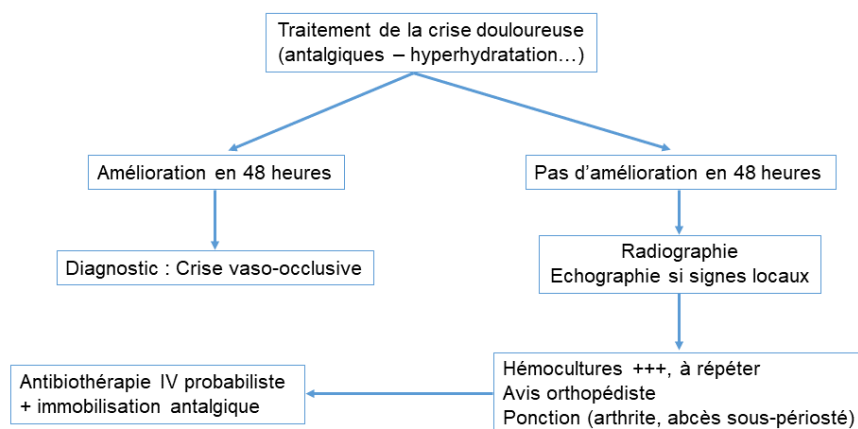 Traitement de la crise douloureuse
(antalgiques – hyperhydratation…)
Amélioration en 48 heures
Pas d’amélioration en 48 heures
Diagnostic : Crise vaso-occlusive
Radiographie
Echographie si signes locaux
Hémocultures +++, à répéter
Avis orthopédiste
Ponction (arthrite, abcès sous-périosté)
Antibiothérapie IV probabiliste
+ immobilisation antalgique